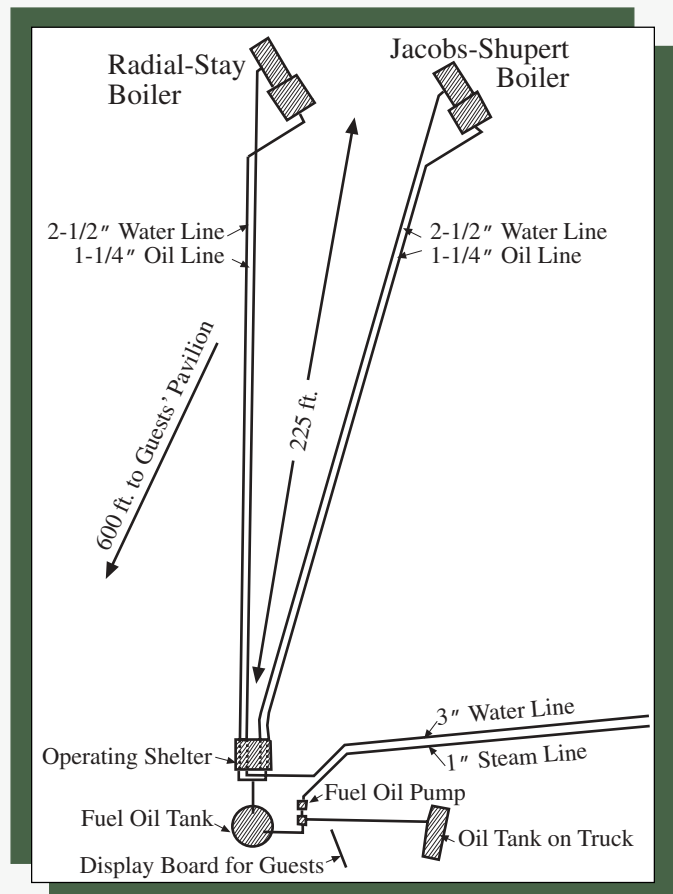 Radial-Stay
Boiler
Jacobs-Shupert
Boiler
2-1/2″ Water Line
1-1/4″ Oil Line
2-1/2″ Water Line
1-1/4″ Oil Line
600 ft. to Guests’ Pavilion
225 ft.
3″ Water Line
1″ Steam Line
Operating Shelter
Fuel Oil Pump
Fuel Oil Tank
Oil Tank on Truck
Display Board for Guests